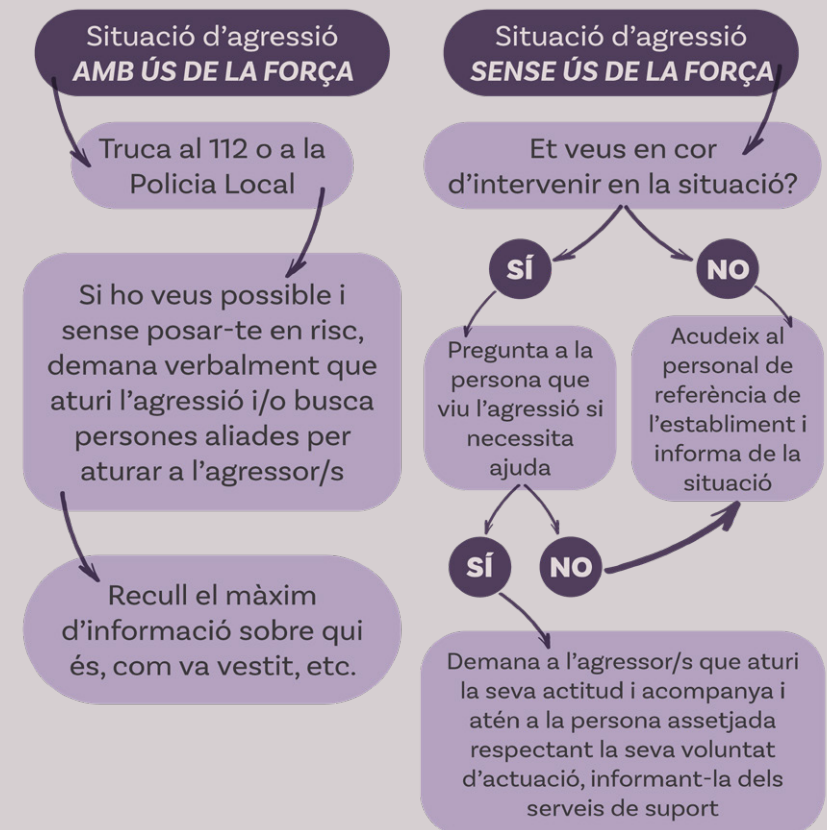 Situació d'agressió
AMB ÚS DE LA FORÇA
Truca al 112 o a la
Policia Local
Si ho veus possible i
sense posar-te en risc,
demana verbalment que
aturi l'agressió i/o busca
persones aliades per
aturar a l'agressor/s
Recull el màxim
d'informació sobre qui
és, com va vestit, etc.
Situació d'agressió
SENSE ÚS DE LA FORÇA
Et veus en cor
d'intervenir en la situació?
SÍ
NO
Pregunta a la
persona que
viu l'agressió si
necessita
ajuda
Acudeix al
personal de
referència de
l'establiment i
informa de la
situació
SÍ
NO
Demana a l'agressor/s que aturi
la seva actitud i acompanya i
atén a la persona assetjada
respectant la seva voluntat
d'actuació, informant-la dels
serveis de suport